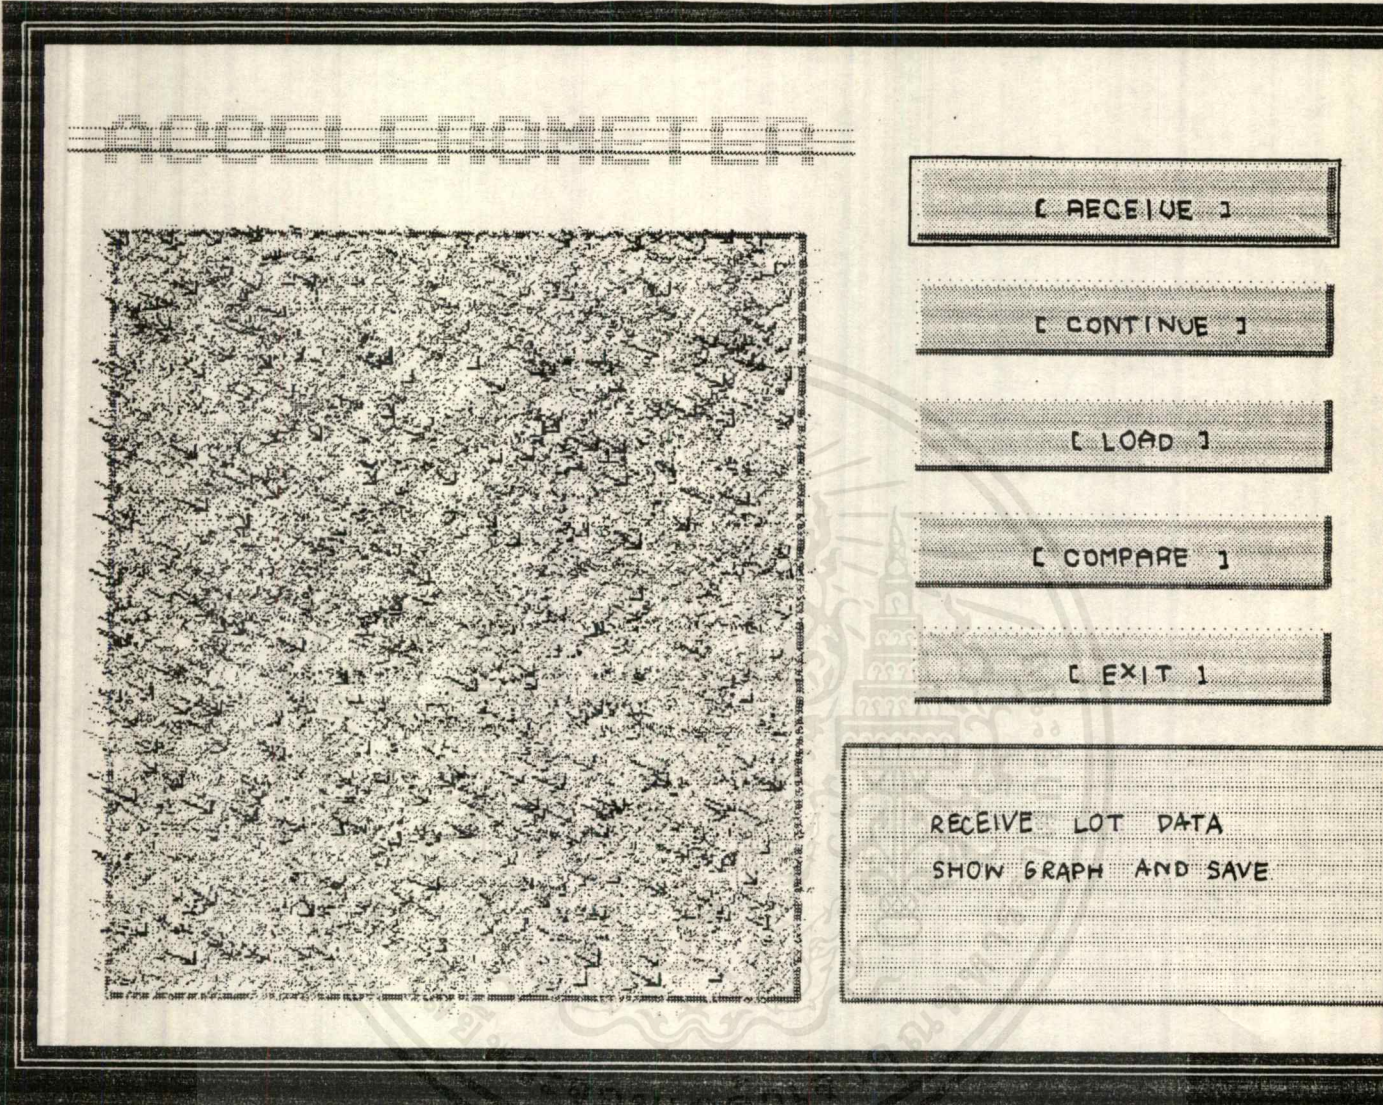 ACCELEROMETER
[ RECEIVE ]
[ CONTINUE ]
[ LOAD ]
[ COMPARE ]
[ EXIT ]
RECEIVE LOT DATA
SHOW GRAPH AND SAVE